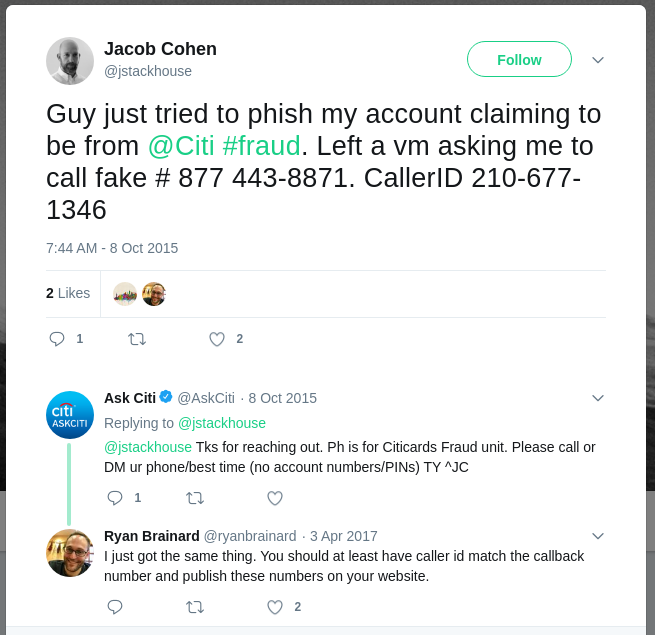 Jacob Cohen
@jstackhouse
Follow
Guy just tried to phish my account claiming to
be from @Citi #fraud. Left a vm asking me to
call fake # 877 443-8871. CallerID 210-677-
1346
7:44 AM - 8 Oct 2015
2 Likes
1 2
Ask Citi @AskCiti · 8 Oct 2015
citi
ASKCITI
Replying to @jstackhouse
@jstackhouse Tks for reaching out. Ph is for Citicards Fraud unit. Please call or
DM ur phone/best time (no account numbers/PINs) TY ^JC
1
Ryan Brainard @ryanbrainard · 3 Apr 2017
I just got the same thing. You should at least have caller id match the callback
number and publish these numbers on your website.
2